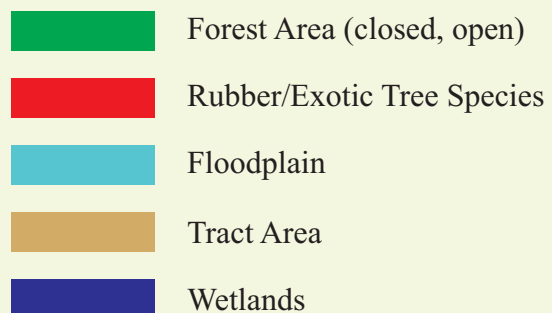 Forest Area (closed, open)
Rubber/Exotic Tree Species
Floodplain
Tract Area
Wetlands